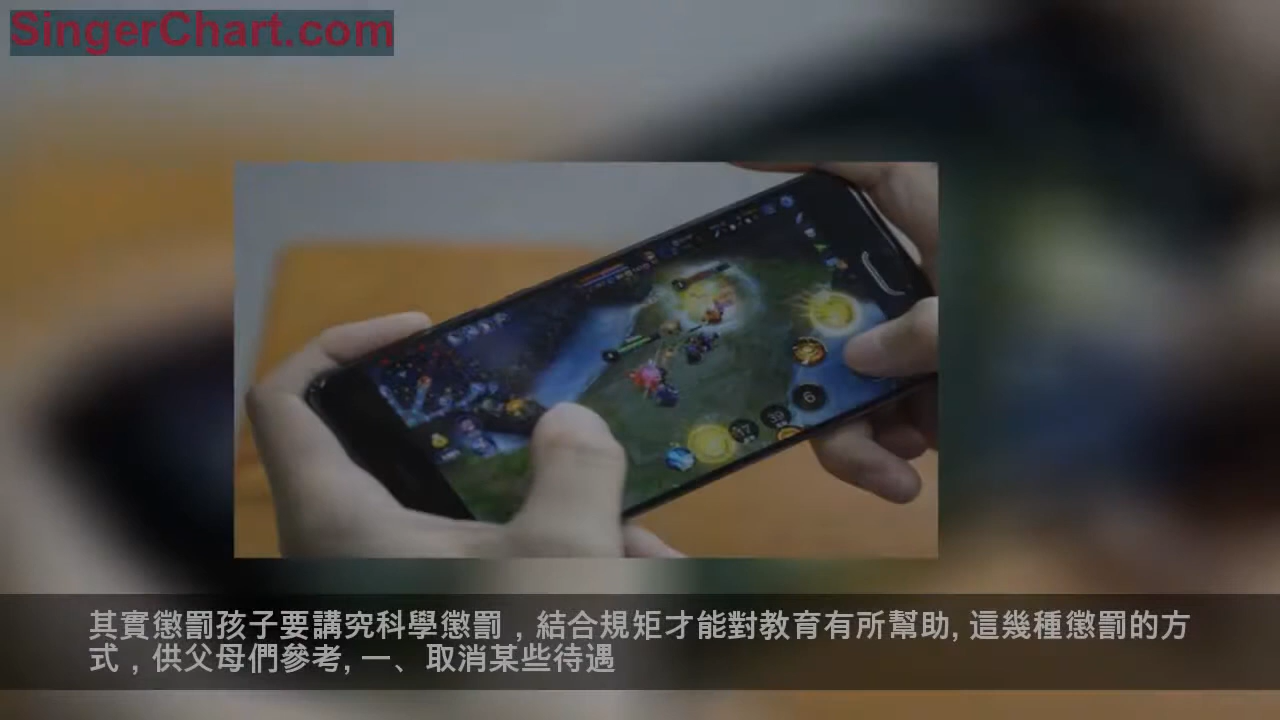 SingerChart.com
其實懲罰孩子要講究科學懲罰，結合規矩才能對教育有所幫助, 這幾種懲罰的方
式，供父母們參考, 一、取消某些待遇